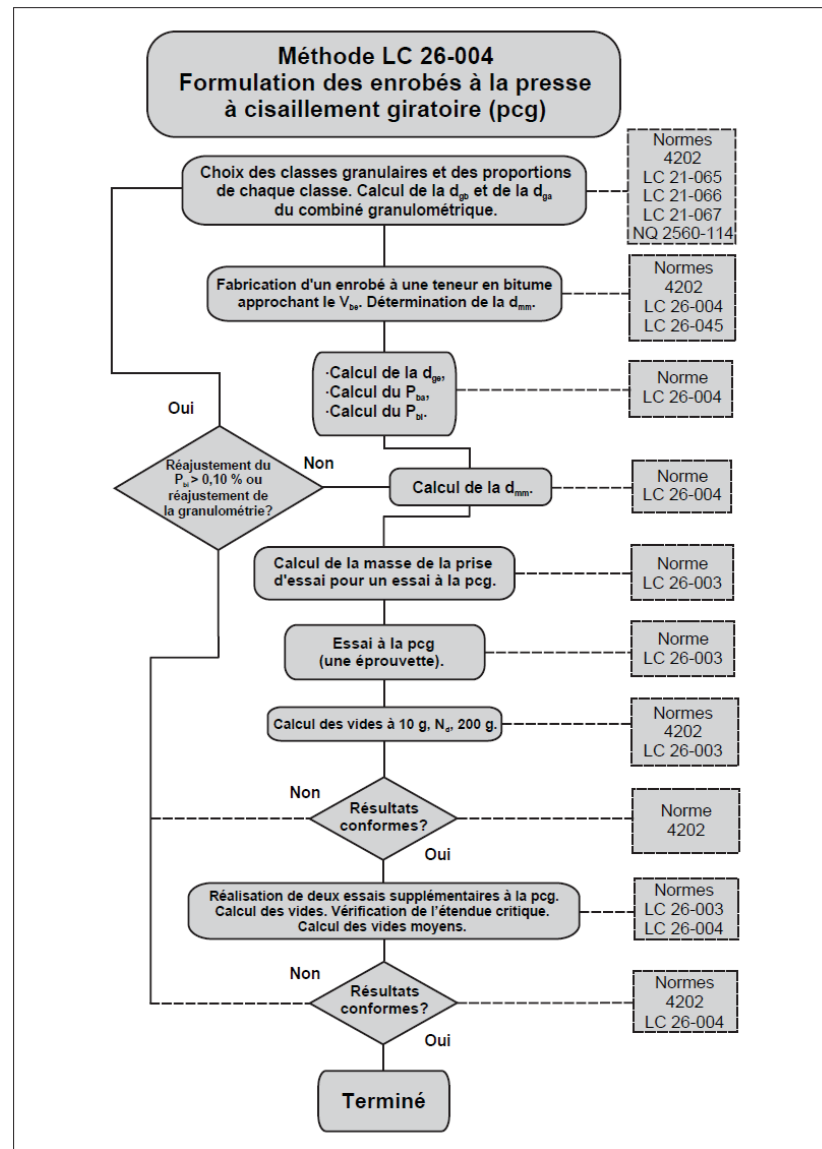 Méthode LC 26-004
Formulation des enrobés à la presse
à cisaillement giratoire (pcg)
Choix des classes granulaires et des proportions
de chaque classe. Calcul de la dgb et de la dga
du combiné granulométrique.
Normes
4202
LC 21-065
LC 21-066
LC 21-067
NQ 2560-114
Fabrication d'un enrobé à une teneur en bitume
approchant le Vbe. Détermination de la dmm.
Normes
4202
LC 26-004
LC 26-045
·Calcul de la dge,
·Calcul du Pba,
·Calcul du Pbi.
Norme
LC 26-004
Oui
Réajustement du
Pbi > 0,10 % ou
réajustement de
la granulométrie?
Non
Calcul de la dmm.
Norme
LC 26-004
Calcul de la masse de la prise
d'essai pour un essai à la pcg.
Norme
LC 26-003
Essai à la pcg
(une éprouvette).
Norme
LC 26-003
Calcul des vides à 10 g, Nd, 200 g.
Normes
4202
LC 26-003
Non
Résultats
conformes?
Oui
Norme
4202
Réalisation de deux essais supplémentaires à la pcg.
Calcul des vides. Vérification de l'étendue critique.
Calcul des vides moyens.
Normes
LC 26-003
LC 26-004
Non
Résultats
conformes?
Oui
Normes
4202
LC 26-004
Terminé